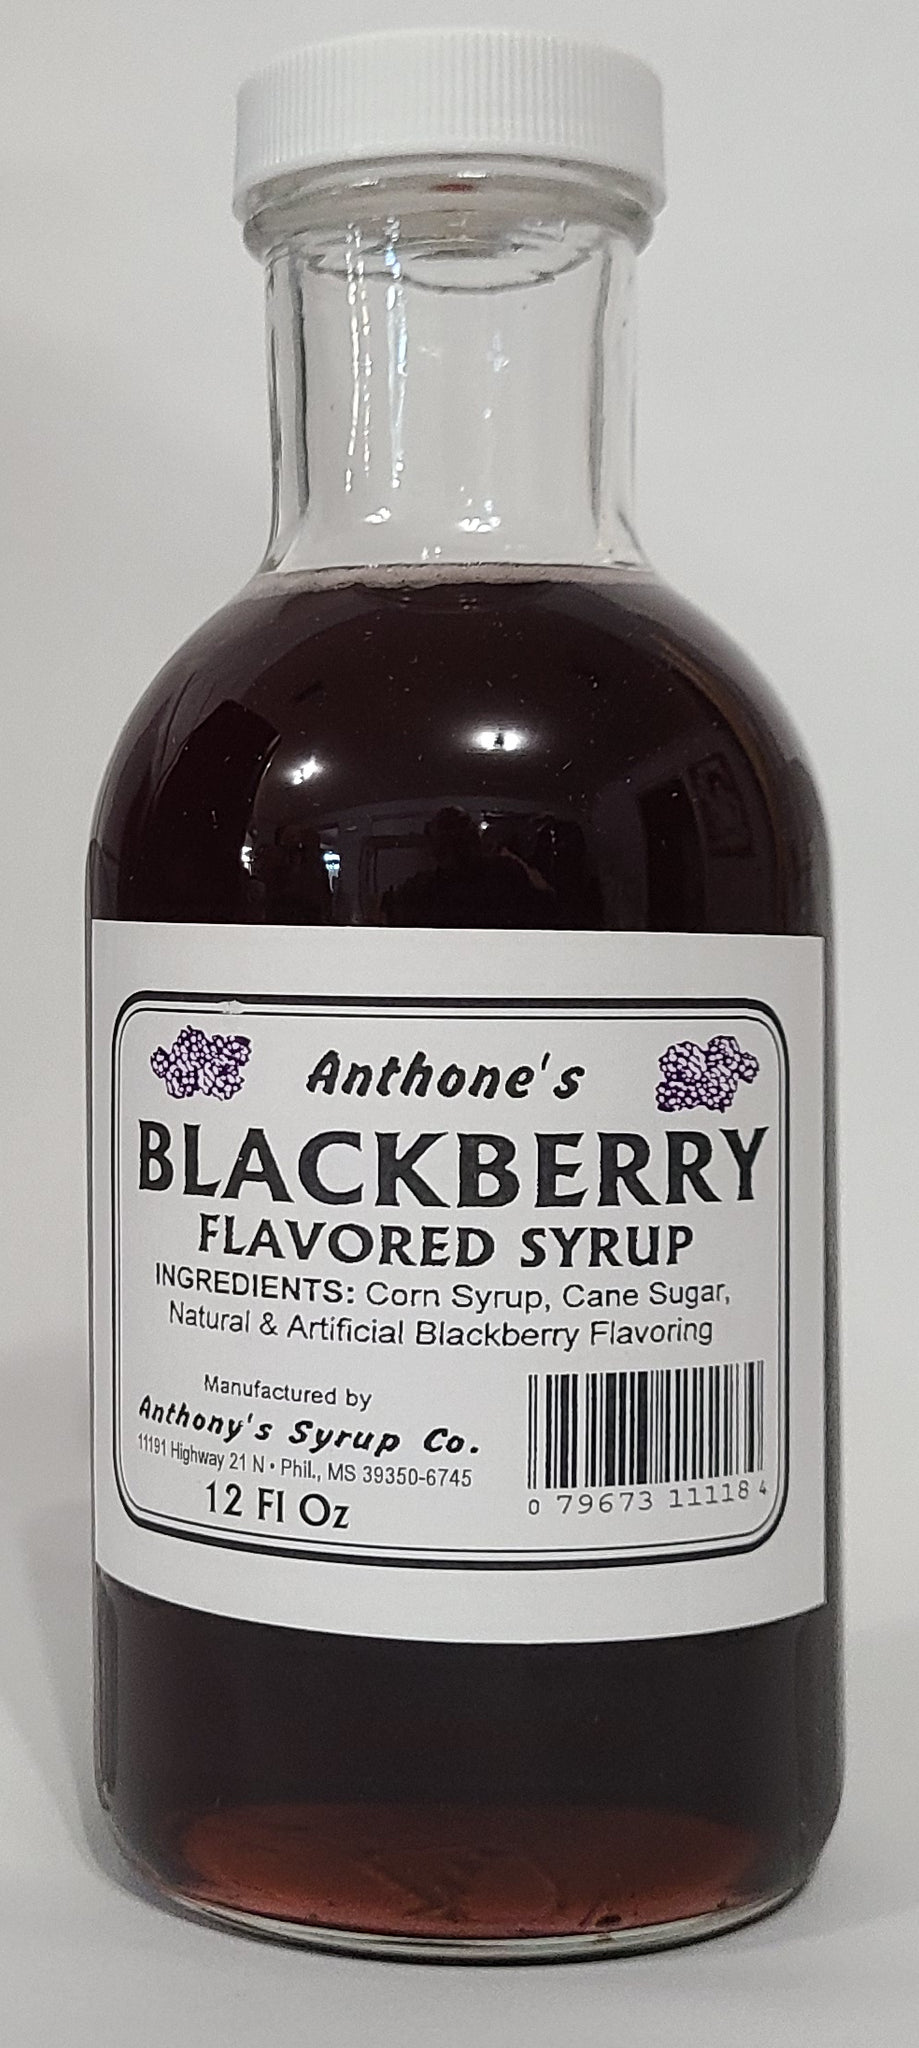 Anthone's
BLACKBERRY
FLAVORED SYRUP
INGREDIENTS: Corn Syrup, Cane Sugar,
Natural & Artificial Blackberry Flavoring
Manufactured by
Anthony's Syrup Co.
11191 Highway 21 N • Phil., MS 39350-6745
12 Fl Oz
0 79673 11118 4